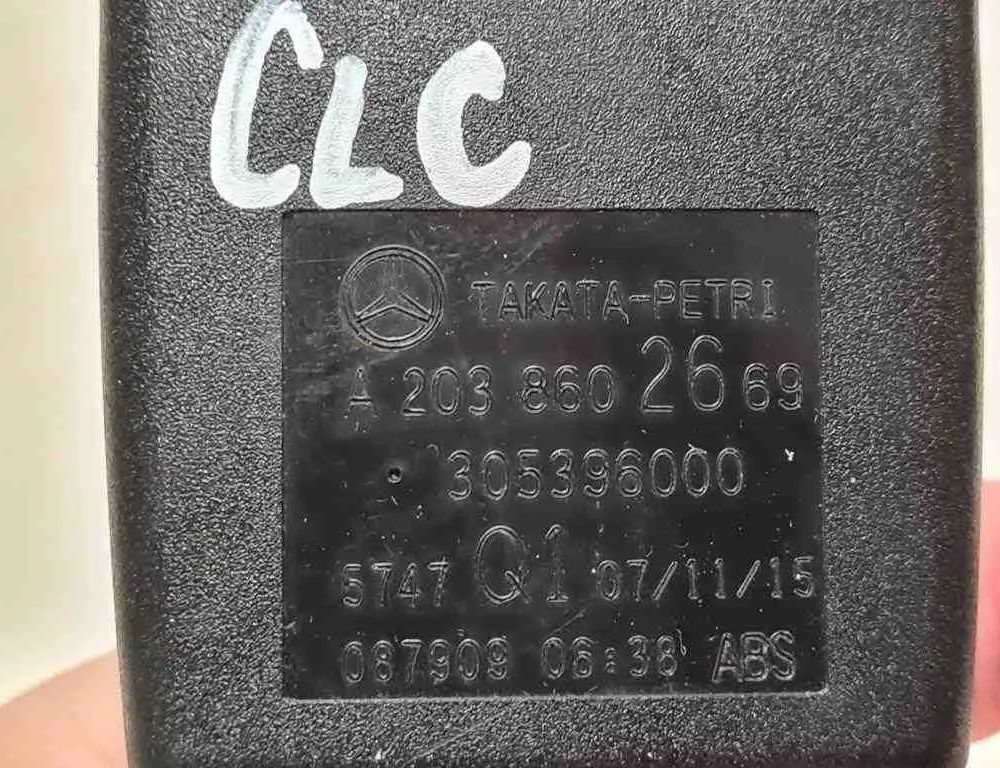 CLC
TAKATA-PETRI
A 203 860 26 69
305396000
5747 Q1 07/11/15
087909 06:38 ABS